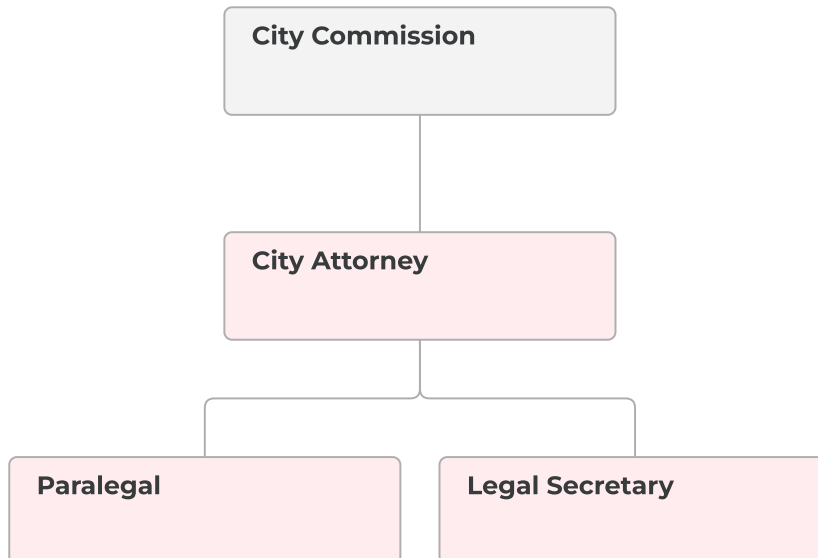 City Commission
City Attorney
Paralegal
Legal Secretary